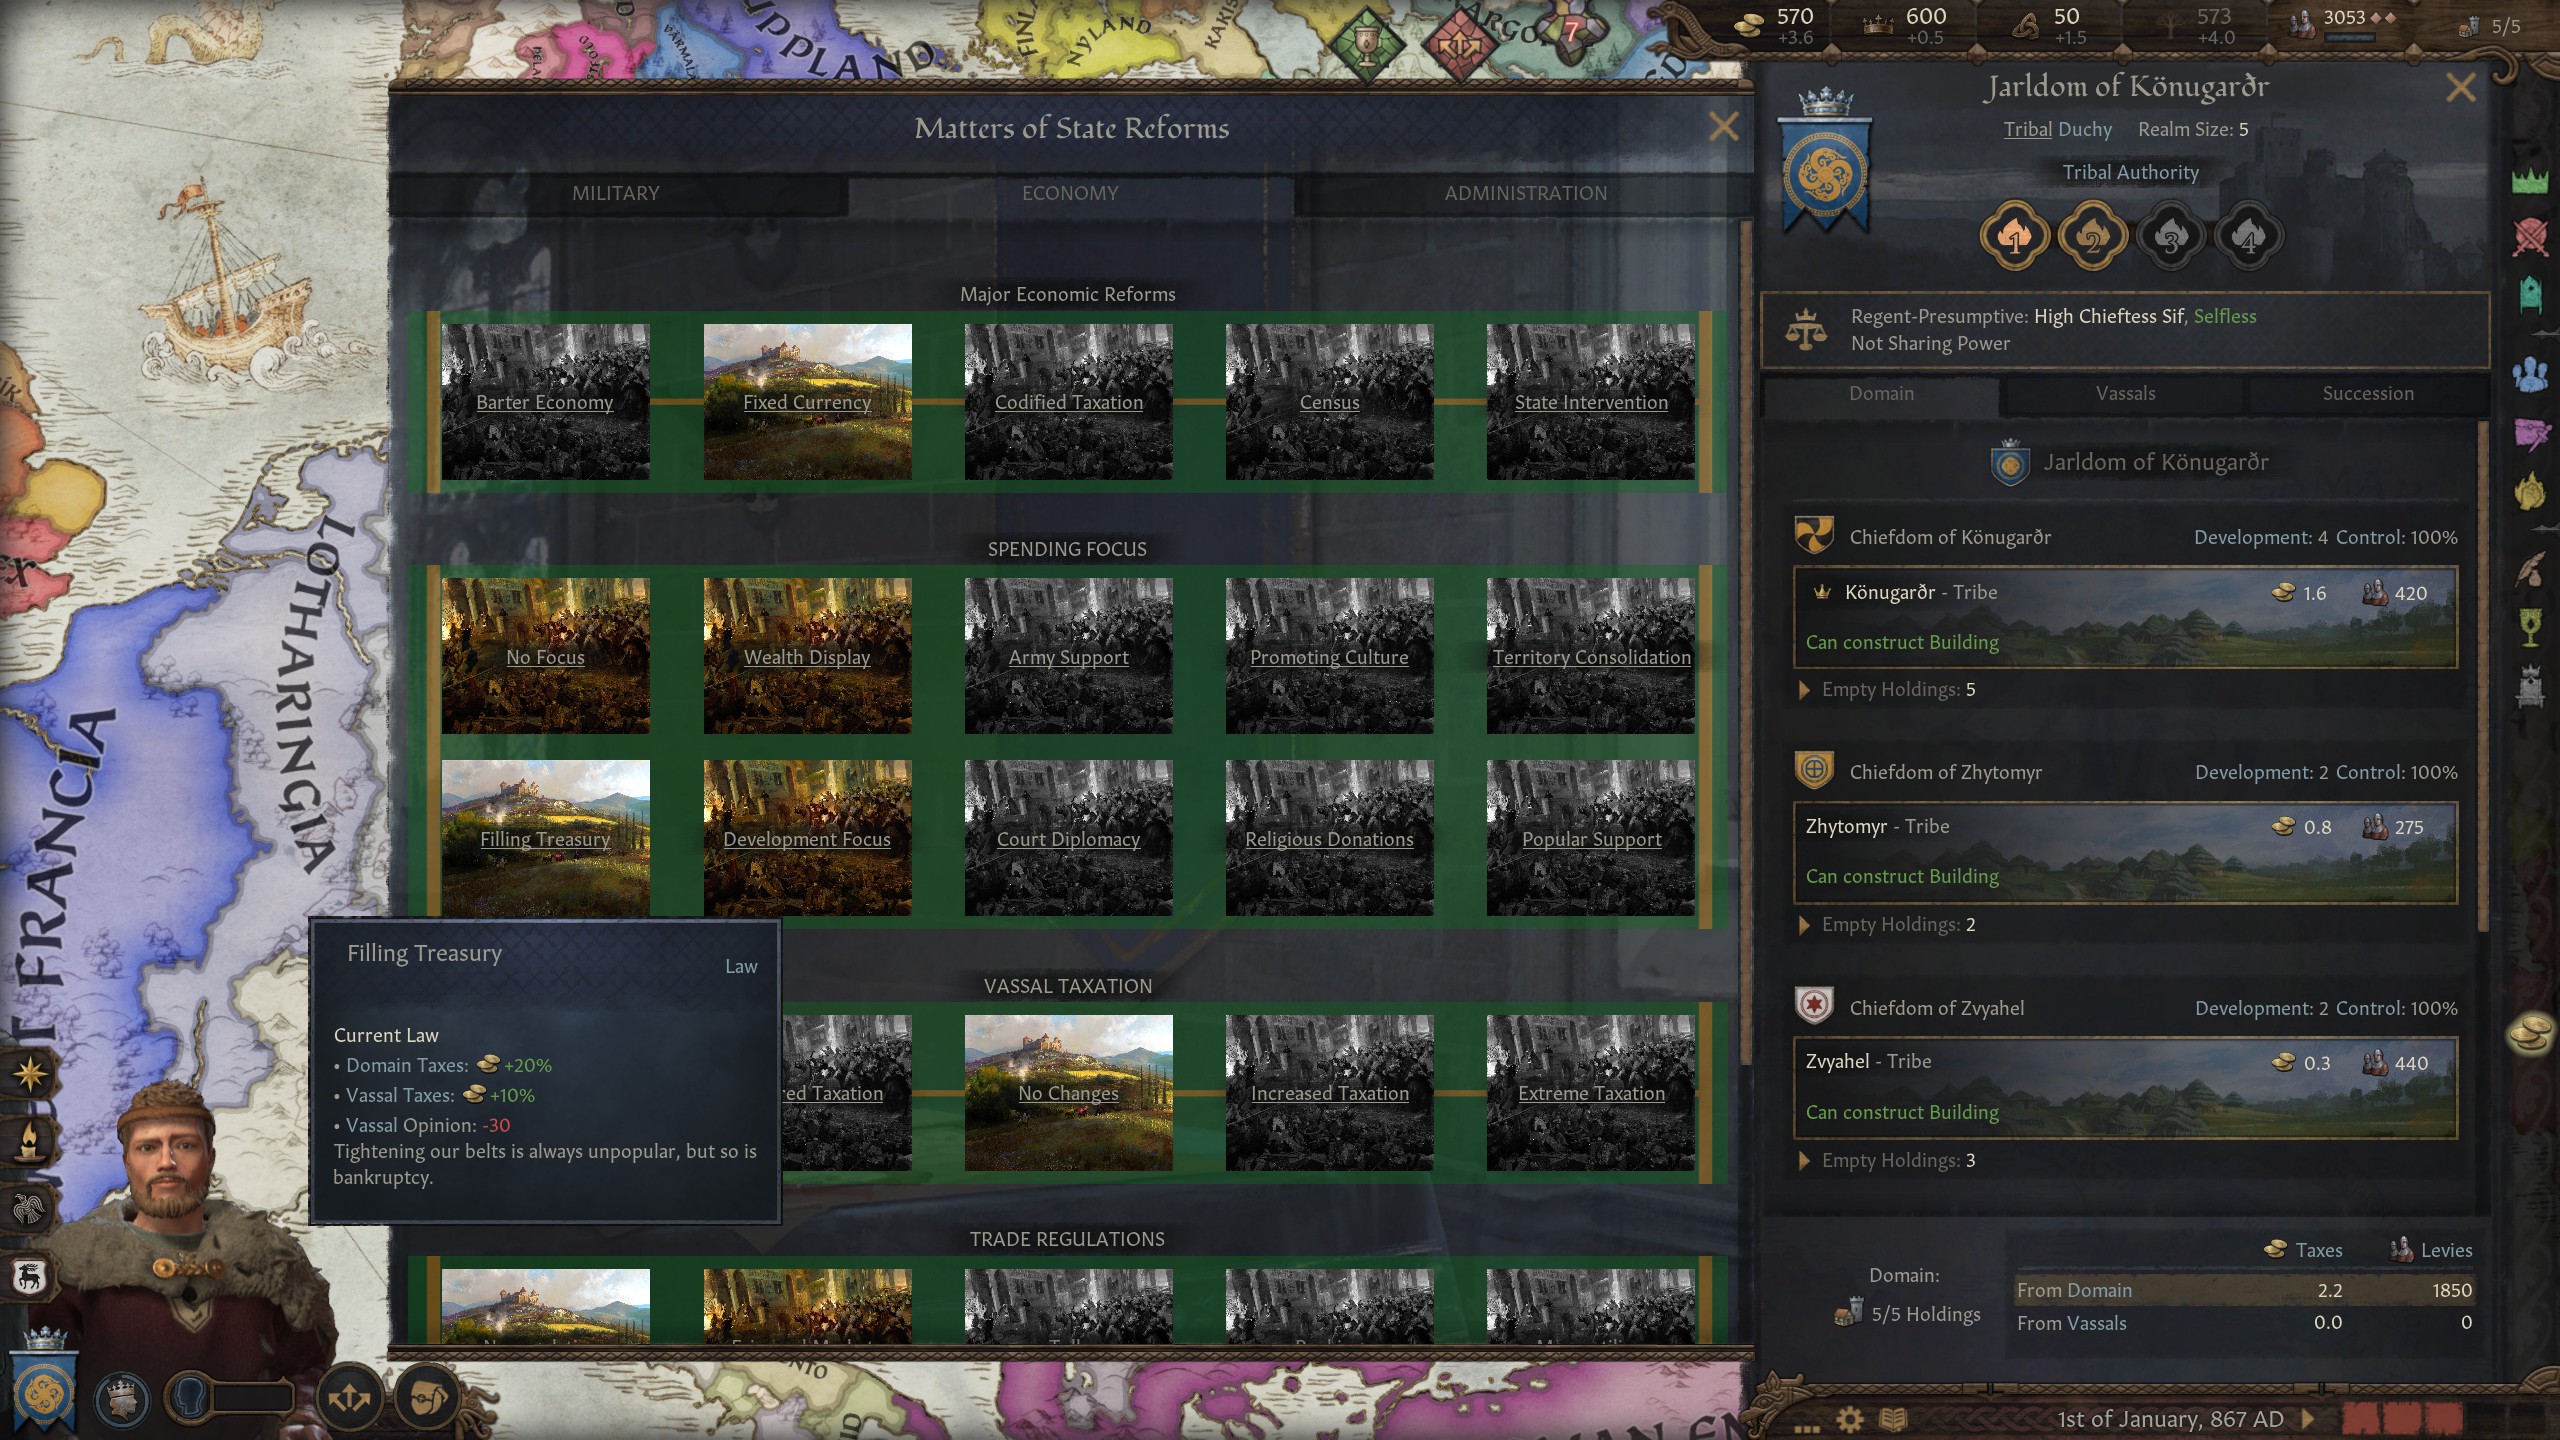 UPPLAND
NYLAND
7
570
+3.6
600
+0.5
50
+1.5
573
+4.0
3053
5/5
Matters of State Reforms
MILITARY
ECONOMY
ADMINISTRATION
Major Economic Reforms
Barter Economy
Fixed Currency
Codified Taxation
Census
State Intervention
SPENDING FOCUS
No Focus
Wealth Display
Army Support
Promoting Culture
Territory Consolidation
Filling Treasury
Development Focus
Court Diplomacy
Religious Donations
Popular Support
VASSAL TAXATION
red Taxation
No Changes
Increased Taxation
Extreme Taxation
TRADE REGULATIONS
Filling Treasury
Law
Current Law
• Domain Taxes: +20%
• Vassal Taxes: +10%
• Vassal Opinion: -30
Tightening our belts is always unpopular, but so is
bankruptcy.
LOTHARINGIA
FRANCIA
Jarldom of Könugarðr
Tribal Duchy Realm Size: 5
Tribal Authority
1
2
3
4
Regent-Presumptive: High Chieftess Sif, Selfless
Not Sharing Power
Domain
Vassals
Succession
Jarldom of Könugarðr
Chiefdom of Könugarðr Development: 4 Control: 100%
Könugarðr - Tribe 1.6 420
Can construct Building
Empty Holdings: 5
Chiefdom of Zhytomyr Development: 2 Control: 100%
Zhytomyr - Tribe 0.8 275
Can construct Building
Empty Holdings: 2
Chiefdom of Zvyahel Development: 2 Control: 100%
Zvyahel - Tribe 0.3 440
Can construct Building
Empty Holdings: 3
Taxes Levies
Domain:
5/5 Holdings
From Domain 2.2 1850
From Vassals 0.0 0
1st of January, 867 AD